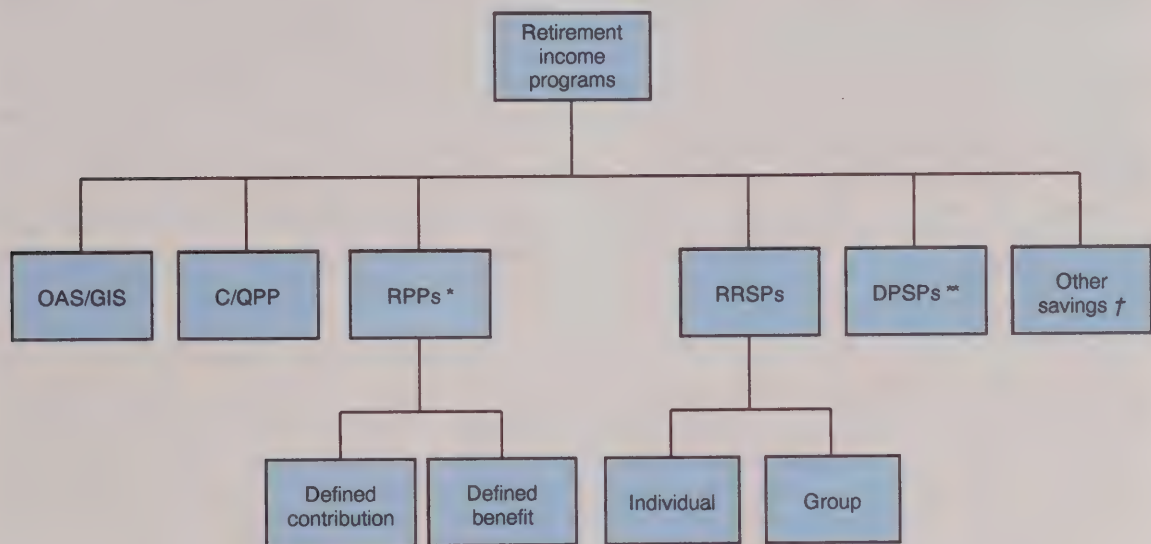 Retirement
income
programs
OAS/GIS
C/QPP
RPPs *
RRSPs
DPSPs **
Other
savings †
Defined
contribution
Defined
benefit
Individual
Group